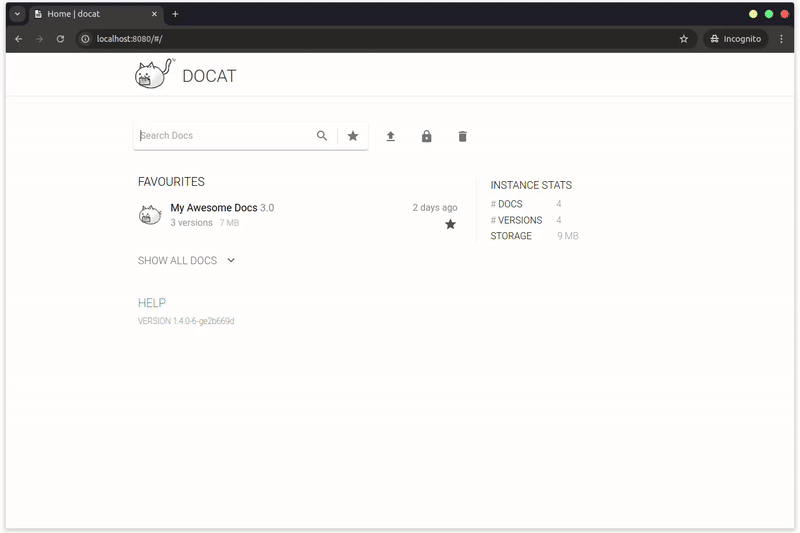 Home | docat
localhost:8080/#/
Incognito
DOCAT
Search Docs
FAVOURITES
My Awesome Docs 3.0
2 days ago
3 versions 7 MB
SHOW ALL DOCS
HELP
VERSION 1.4.0-6-ge2b669d
INSTANCE STATS
# DOCS 4
# VERSIONS 4
STORAGE 9 MB